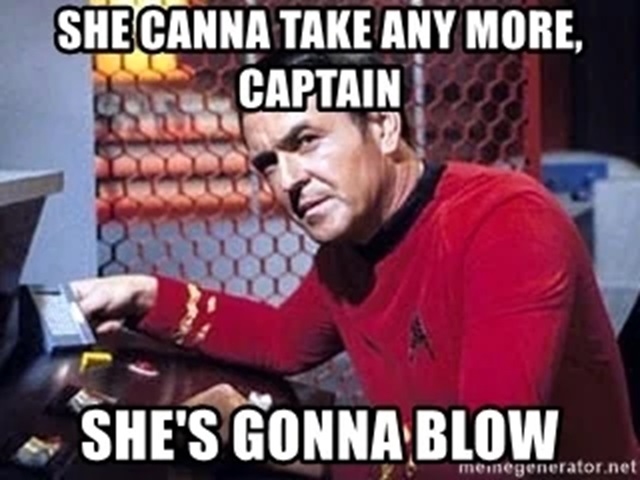 SHE CANNA TAKE ANY MORE,
CAPTAIN
SHE'S GONNA BLOW
memegenerator.net